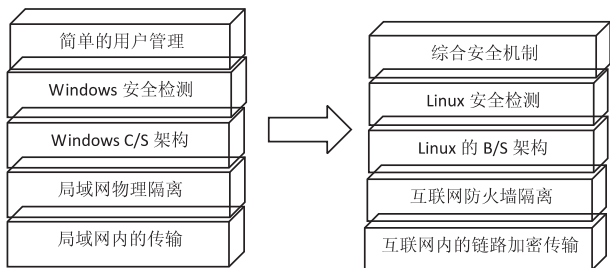 简单的用户管理
Windows 安全检测
Windows C/S 架构
局域网物理隔离
局域网内的传输
综合安全机制
Linux 安全检测
Linux 的 B/S 架构
互联网防火墙隔离
互联网内的链路加密传输